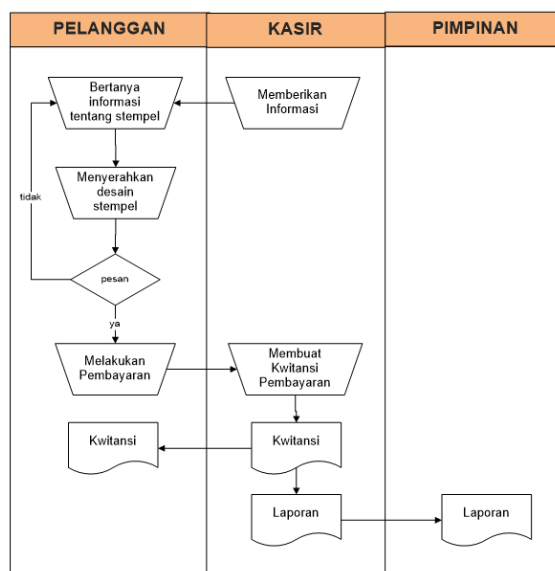 PELANGGAN
KASIR
PIMPINAN
Bertanya
informasi
tentang stempel
Memberikan
Informasi
Menyerahkan
desain
stempel
tidak
pesan
ya
Melakukan
Pembayaran
Membuat
Kwitansi
Pembayaran
Kwitansi
Kwitansi
Laporan
Laporan